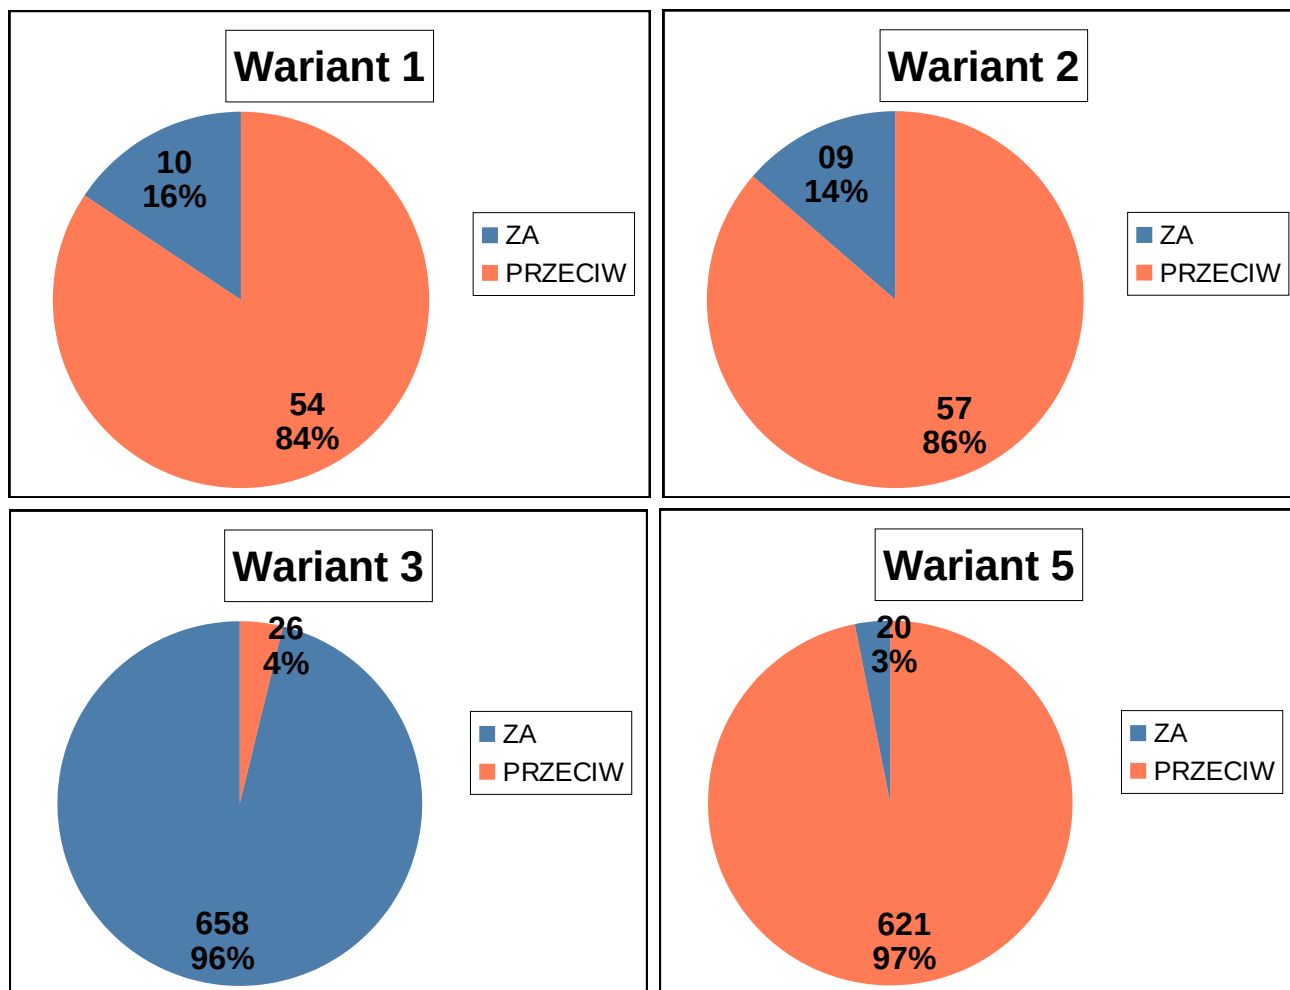 Wariant 1
10
16%
54
84%
ZA
PRZECIW
Wariant 2
09
14%
57
86%
ZA
PRZECIW
Wariant 3
26
4%
658
96%
ZA
PRZECIW
Wariant 5
20
3%
621
97%
ZA
PRZECIW